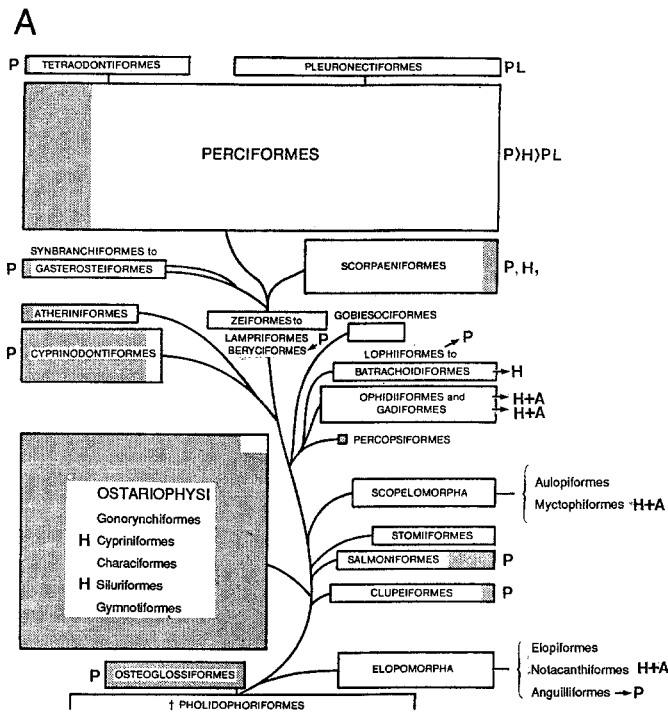 A
P TETRAODONTIFORMES
PLEURONECTIFORMES PL
PERCIFORMES P>H>PL
SYNBRANCHIFORMES to
P GASTEROSTEIFORMES
SCORPAENIFORMES P, H,
ATHERINIFORMES
P CYPRINODONTIFORMES
ZEIFORMES to
LAMPRIFORMES
BERYCIFORMES P
GOBIESOCIFORMES
P
LOPHIIFORMES to
BATRACHOIDIFORMES H
OPHIDIIFORMES and H+A
GADIFORMES H+A
PERCOPSIFORMES
OSTARIOPHYSI
Gonorynchiformes
H Cypriniformes
Characiformes
H Siluriformes
Gymnotiformes
SCOPELOMORPHA
Aulopiformes
Myctophiformes H+A
STOMIIFORMES
SALMONIFORMES P
CLUPEIFORMES P
P OSTEOGLOSSIFORMES
ELOPOMORPHA
Elopiformes
Notacanthiformes H+A
Anguilliformes → P
† PHOLIDOPHORIFORMES